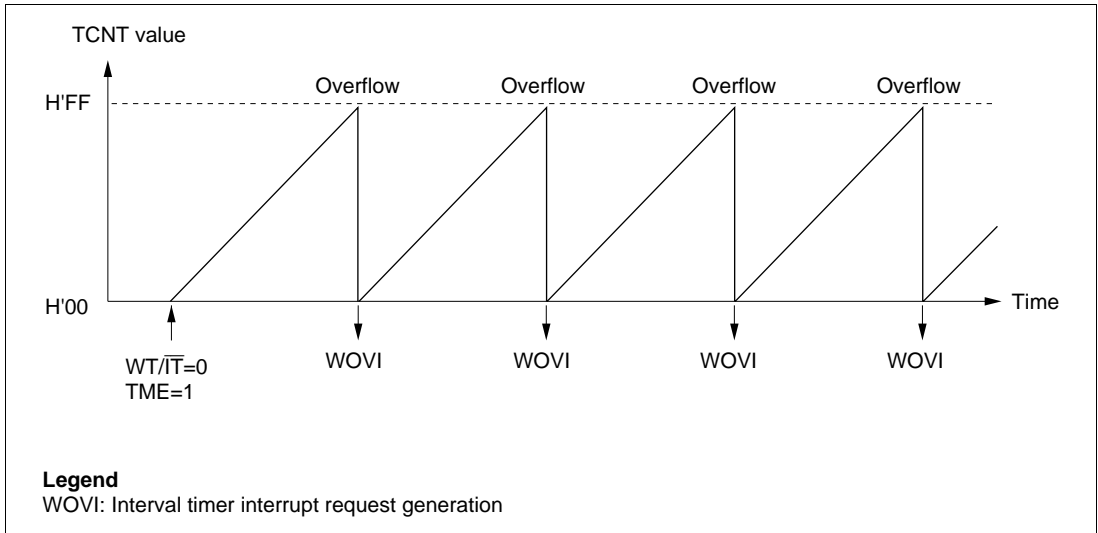 TCNT value
Overflow Overflow Overflow Overflow
H'FF
H'00
Time
WT/I̅T̅=0
TME=1
WOVI WOVI WOVI WOVI
Legend
WOVI: Interval timer interrupt request generation